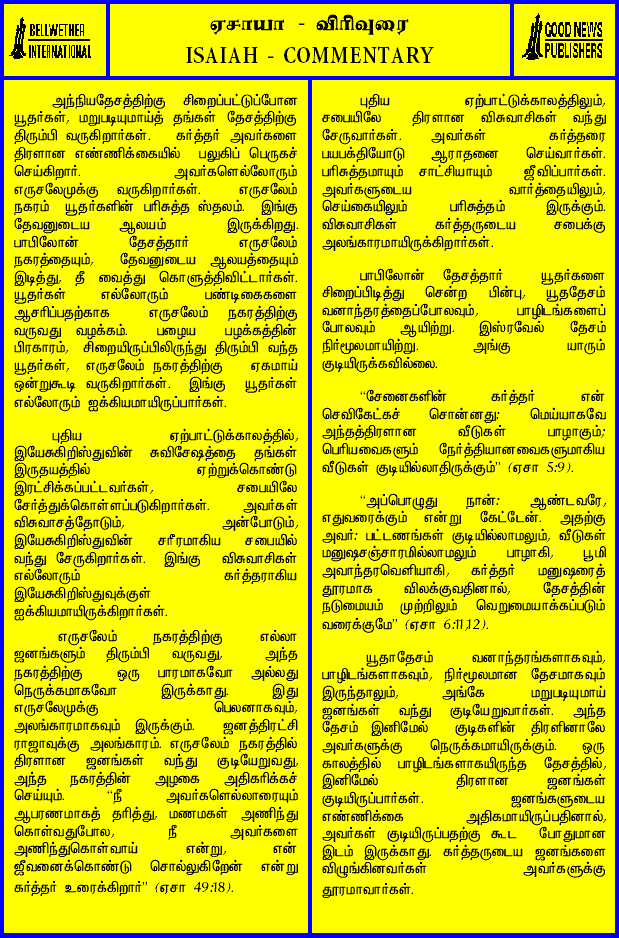 BELLWETHER
INTERNATIONAL
ஏசாயா - விரிவுரை
ISAIAH - COMMENTARY
GOOD NEWS
PUBLISHERS
அந்நியதேசத்திற்கு சிறைப்பட்டுப்போன
யூதர்கள், மறுபடியுமாய்த் தங்கள் தேசத்திற்கு
திரும்பி வருகிறார்கள். கர்த்தர் அவர்களை
திரளான எண்ணிக்கையில் பலுகிப் பெருகச்
செய்கிறார். அவர்களெல்லோரும்
எருசலேமுக்கு வருகிறார்கள். எருசலேம்
நகரம் யூதர்களின் பரிசுத்த ஸ்தலம். இங்கு
தேவனுடைய ஆலயம் இருக்கிறது.
பாபிலோன் தேசத்தார் எருசலேம்
நகரத்தையும், தேவனுடைய ஆலயத்தையும்
இடித்து, தீ வைத்து கொளுத்திவிட்டார்கள்.
யூதர்கள் எல்லோரும் பண்டிகைகளை
ஆசரிப்பதற்காக எருசலேம் நகரத்திற்கு
வருவது வழக்கம். பழைய பழக்கத்தின்
பிரகாரம், சிறையிருப்பிலிருந்து திரும்பி வந்த
யூதர்கள், எருசலேம் நகரத்திற்கு ஏகமாய்
ஒன்றுகூடி வருகிறார்கள். இங்கு யூதர்கள்
எல்லோரும் ஐக்கியமாயிருப்பார்கள்.
புதிய ஏற்பாட்டுக்காலத்தில்,
இயேசுகிறிஸ்துவின் சுவிசேஷத்தை தங்கள்
இருதயத்தில் ஏற்றுக்கொண்டு
இரட்சிக்கப்பட்டவர்கள், சபையிலே
சேர்த்துக்கொள்ளப்படுகிறார்கள். அவர்கள்
விசுவாசத்தோடும், அன்போடும்,
இயேசுகிறிஸ்துவின் சரீரமாகிய சபையில்
வந்து சேருகிறார்கள். இங்கு விசுவாசிகள்
எல்லோரும் கர்த்தராகிய
இயேசுகிறிஸ்துவுக்குள்
ஐக்கியமாயிருக்கிறார்கள்.
எருசலேம் நகரத்திற்கு எல்லா
ஜனங்களும் திரும்பி வருவது, அந்த
நகரத்திற்கு ஒரு பாரமாகவோ அல்லது
நெருக்கமாகவோ இருக்காது. இது
எருசலேமுக்கு பெலனாகவும்,
அலங்காரமாகவும் இருக்கும். ஜனத்திரட்சி
ராஜாவுக்கு அலங்காரம். எருசலேம் நகரத்தில்
திரளான ஜனங்கள் வந்து குடியேறுவது,
அந்த நகரத்தின் அழகை அதிகரிக்கச்
செய்யும். "நீ அவர்களெல்லாரையும்
ஆபரணமாகத் தரித்து, மணமகள் அணிந்து
கொள்வதுபோல, நீ அவர்களை
அணிந்துகொள்வாய் என்று, என்
ஜீவனைக்கொண்டு சொல்லுகிறேன் என்று
கர்த்தர் உரைக்கிறார்" (ஏசா 49:18).
புதிய ஏற்பாட்டுக்காலத்திலும்,
சபையிலே திரளான விசுவாசிகள் வந்து
சேருவார்கள். அவர்கள் கர்த்தரை
பயபக்தியோடு ஆராதனை செய்வார்கள்.
பரிசுத்தமாயும் சாட்சியாயும் ஜீவிப்பார்கள்.
அவர்களுடைய வார்த்தையிலும்,
செய்கையிலும் பரிசுத்தம் இருக்கும்.
விசுவாசிகள் கர்த்தருடைய சபைக்கு
அலங்காரமாயிருக்கிறார்கள்.
பாபிலோன் தேசத்தார் யூதர்களை
சிறைப்பிடித்து சென்ற பின்பு, யூததேசம்
வனாந்தரத்தைப்போலவும், பாழிடங்களைப்
போலவும் ஆயிற்று. இஸ்ரவேல் தேசம்
நிர்மூலமாயிற்று. அங்கு யாரும்
குடியிருக்கவில்லை.
"சேனைகளின் கர்த்தர் என்
செவிகேட்கச் சொன்னது: மெய்யாகவே
அந்தத்திரளான வீடுகள் பாழாகும்;
பெரியவைகளும் நேர்த்தியானவைகளுமாகிய
வீடுகள் குடியில்லாதிருக்கும்" (ஏசா 5:9).
"அப்பொழுது நான்: ஆண்டவரே,
எதுவரைக்கும் என்று கேட்டேன். அதற்கு
அவர்: பட்டணங்கள் குடியில்லாமலும், வீடுகள்
மனுஷசஞ்சாரமில்லாமலும் பாழாகி, பூமி
அவாந்தரவெளியாகி, கர்த்தர் மனுஷரைத்
தூரமாக விலக்குவதினால், தேசத்தின்
நடுமையம் முற்றிலும் வெறுமையாக்கப்படும்
வரைக்குமே" (ஏசா 6:11,12).
யூதாதேசம் வனாந்தரங்களாகவும்,
பாழிடங்களாகவும், நிர்மூலமான தேசமாகவும்
இருந்தாலும், அங்கே மறுபடியுமாய்
ஜனங்கள் வந்து குடியேறுவார்கள். அந்த
தேசம் இனிமேல் குடிகளின் திரளினாலே
அவர்களுக்கு நெருக்கமாயிருக்கும். ஒரு
காலத்தில் பாழிடங்களாகயிருந்த தேசத்தில்,
இனிமேல் திரளான ஜனங்கள்
குடியிருப்பார்கள். ஜனங்களுடைய
எண்ணிக்கை அதிகமாயிருப்பதினால்,
அவர்கள் குடியிருப்பதற்கு கூட போதுமான
இடம் இருக்காது. கர்த்தருடைய ஜனங்களை
விழுங்கினவர்கள் அவர்களுக்கு
தூரமாவார்கள்.